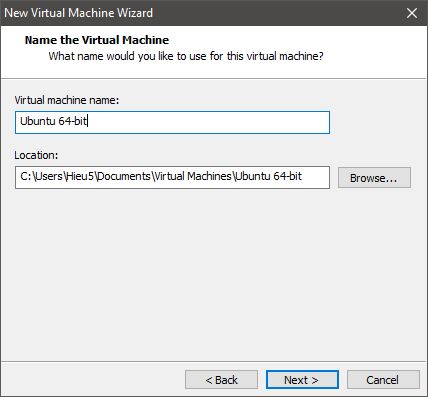 New Virtual Machine Wizard
Name the Virtual Machine
What name would you like to use for this virtual machine?
Virtual machine name:
Ubuntu 64-bit
Location:
C:\Users\Hieu5\Documents\Virtual Machines\Ubuntu 64-bit
Browse...
< Back
Next >
Cancel